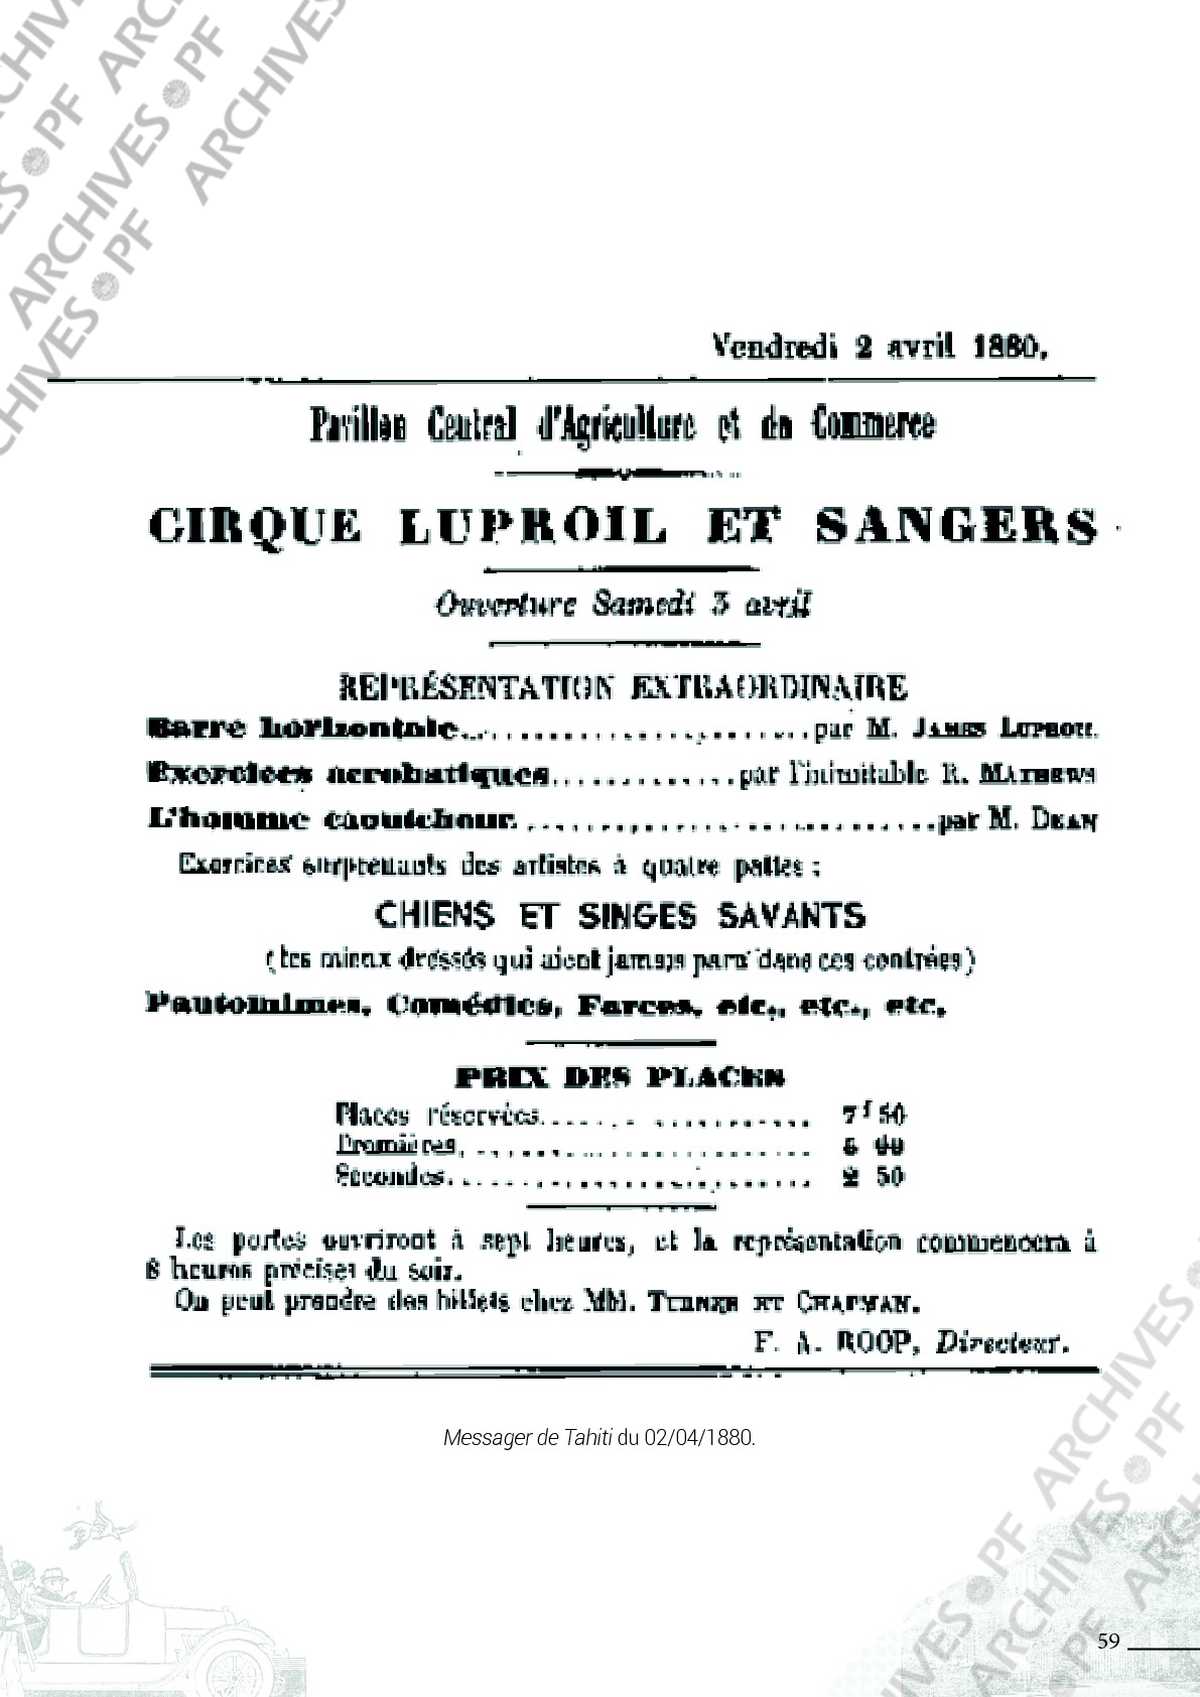 Vendredi 2 avril 1880.
Pavillon Central d'Agriculture et du Commerce
CIRQUE LUPROIL ET SANGERS
Ouverture Samedi 3 avril
REPRÉSENTATION EXTRAORDINAIRE
Barre horizontale.......................... par M. JAMES LUPROIL
Exercices acrobatiques............. par l'inimitable R. MATHEWS
L'homme caoutchouc............................. par M. DEAN
Exercices surprenants des artistes à quatre pattes :
CHIENS ET SINGES SAVANTS
(les mieux dressés qui aient jamais paru dans ces contrées)
Pantomimes, Comédies, Farces, etc., etc., etc.
PRIX DES PLACES
Places réservées................... 7 f 50
Premières......................... 5 00
Secondes.......................... 2 50
Les portes ouvriront à sept heures, et la représentation commencera à
8 heures précises du soir.
On peut prendre des billets chez MM. TURNER ET CHAPMAN.
F. A. ROOP, Directeur.
Messager de Tahiti du 02/04/1880.
59
ARCHIVES PF